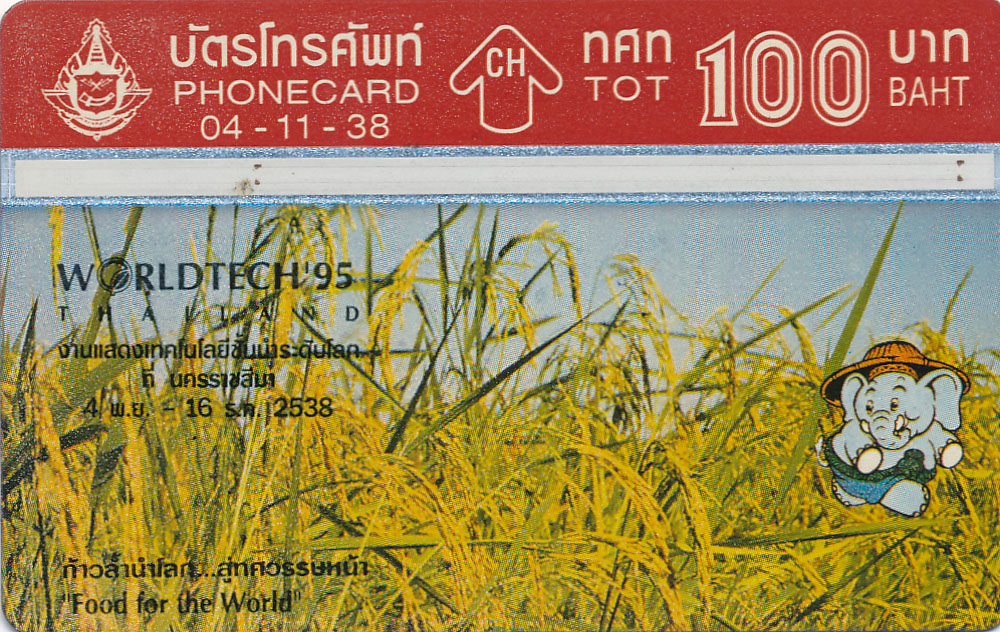 บัตรโทรศัพท์
PHONECARD
04 - 11 - 38
CH
ทศท
TOT
100
บาท
BAHT
WORLDTECH'95
THAILAND
งานแสดงเทคโนโลยีชั้นนำระดับโลก
ที่ นครราชสีมา
4 พ.ย. - 16 ธ.ค. 2538
ก้าวล้ำนำโลก...สู่ทศวรรษหน้า
"Food for the World"